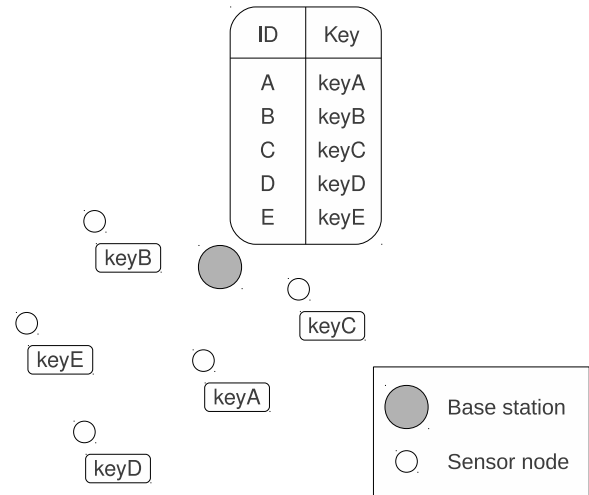 ID Key
A keyA
B keyB
C keyC
D keyD
E keyE
keyB
keyC
keyE
keyA
keyD
Base station
Sensor node